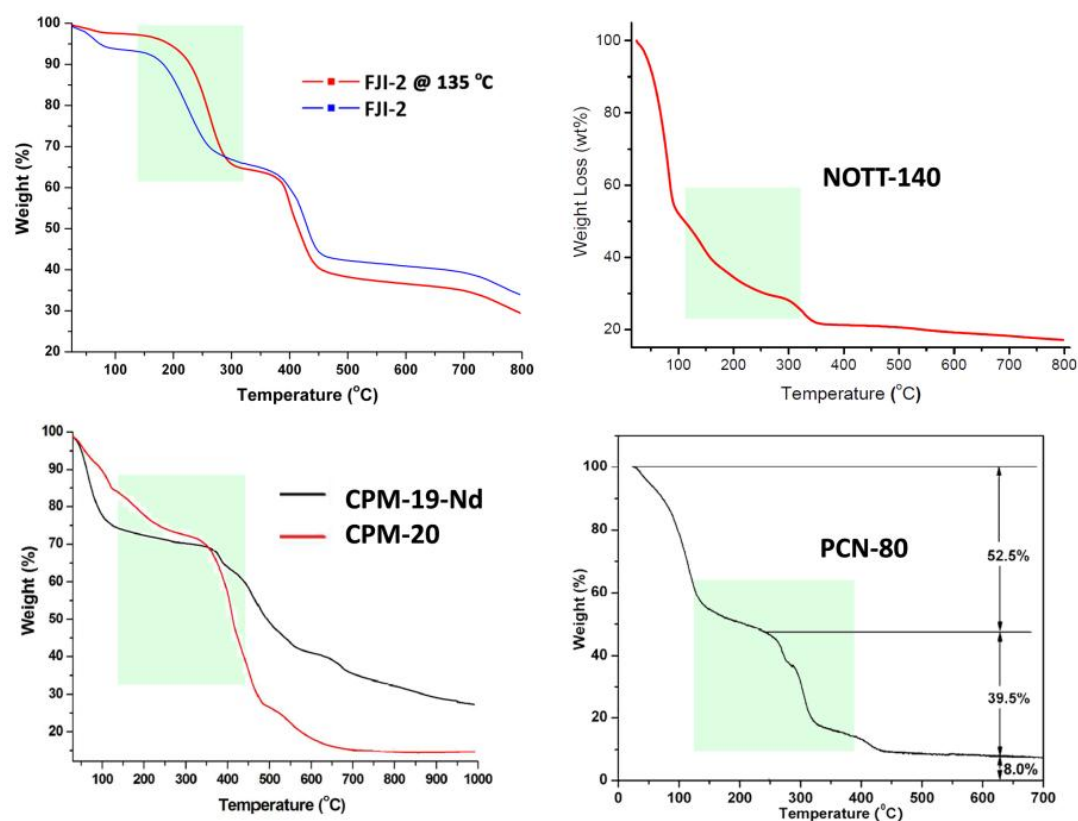 100
90
80
70
60
50
40
30
20
Weight (%)
FJI-2 @ 135 °C
FJI-2
100 200 300 400 500 600 700 800
Temperature (°C)
100
80
60
40
20
Weight Loss (wt%)
NOTT-140
100 200 300 400 500 600 700 800
Temperature (°C)
100
90
80
70
60
50
40
30
20
Weight (%)
CPM-19-Nd
CPM-20
100 200 300 400 500 600 700 800 900 1000
Temperature (°C)
100
80
60
40
20
0
Weight (%)
PCN-80
52.5%
39.5%
8.0%
0 100 200 300 400 500 600 700
Temperature (°C)